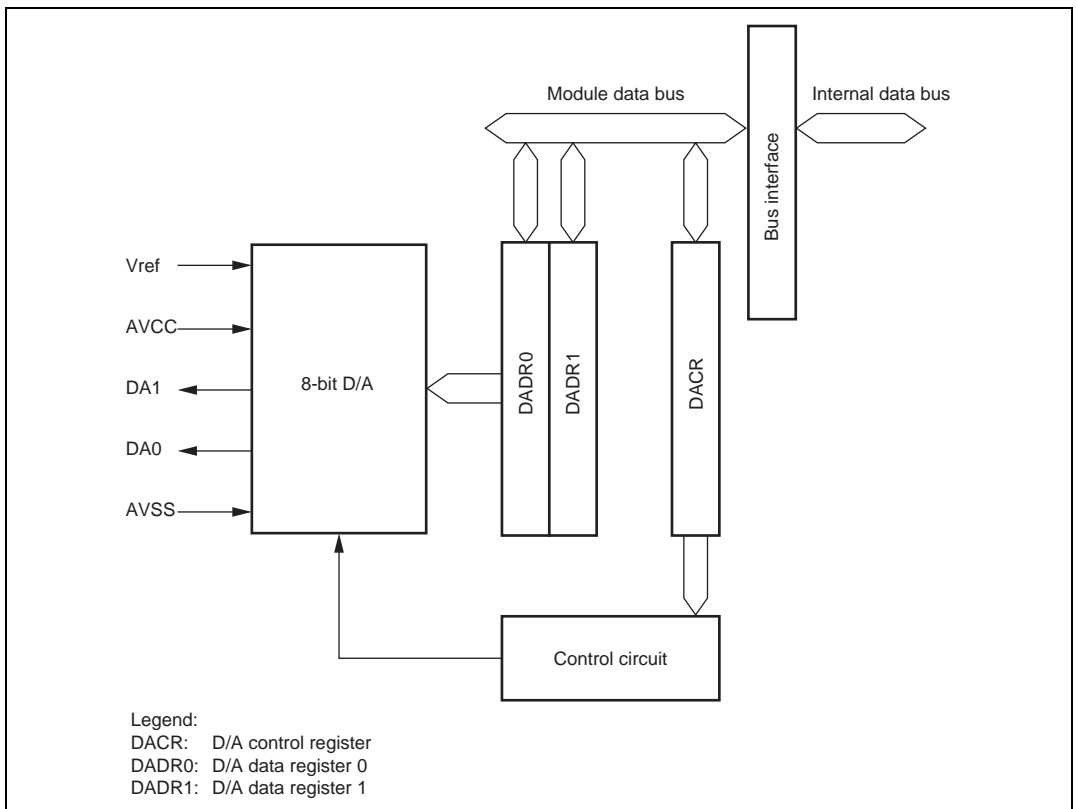 Module data bus
Internal data bus
Bus interface
Vref
AVCC
DA1
DA0
AVSS
8-bit D/A
DADR0
DADR1
DACR
Control circuit
Legend:
DACR: D/A control register
DADR0: D/A data register 0
DADR1: D/A data register 1